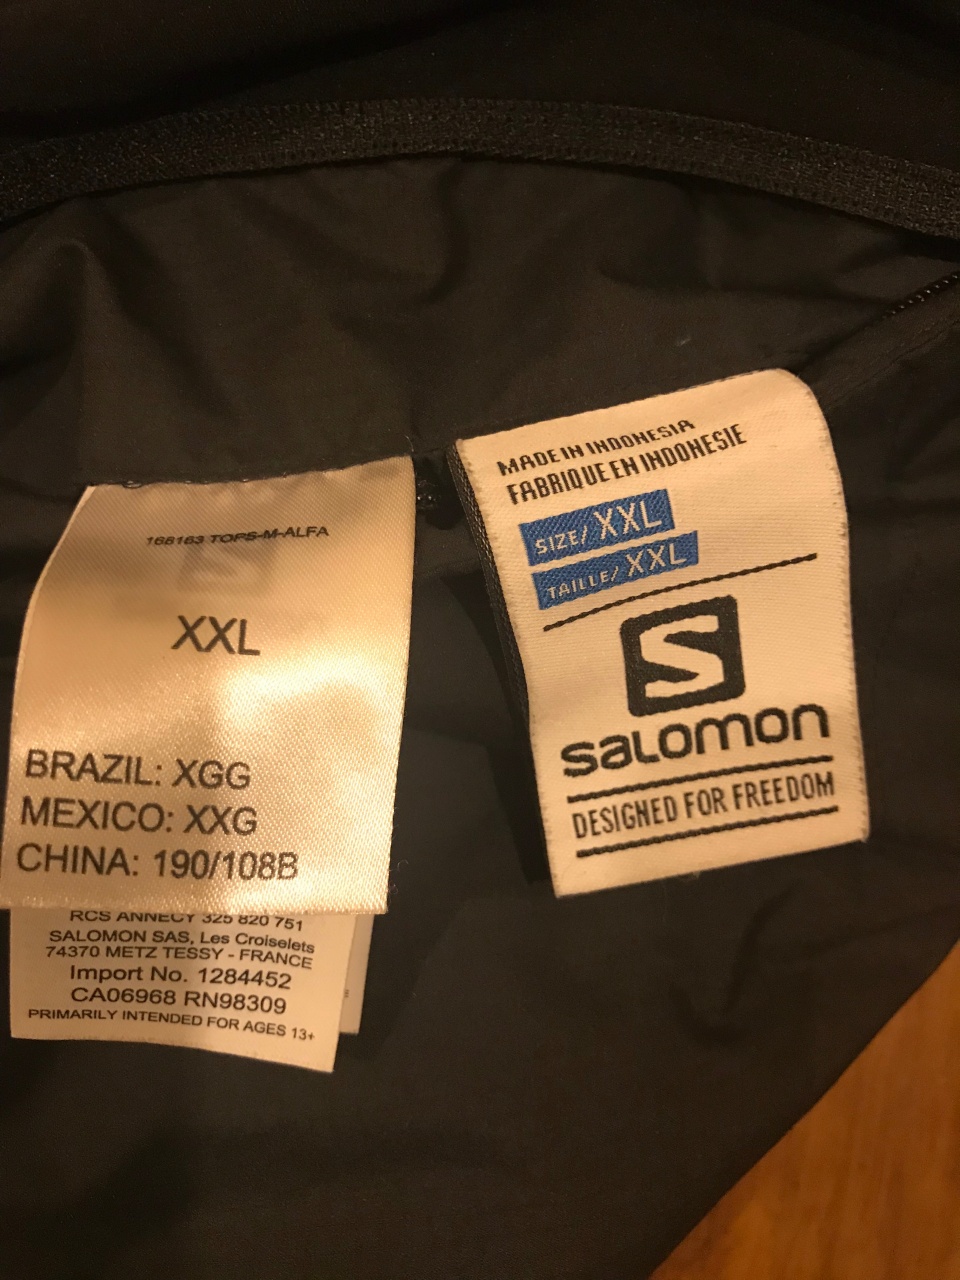 168163 TOPS-M-ALFA
XXL
BRAZIL: XGG
MEXICO: XXG
CHINA: 190/108B
RCS ANNECY 325 820 751
SALOMON SAS, Les Croiselets
74370 METZ TESSY - FRANCE
Import No. 1284452
CA06968 RN98309
PRIMARILY INTENDED FOR AGES 13+
MADE IN INDONESIA
FABRIQUE EN INDONESIE
SIZE/ XXL
TAILLE/ XXL
S
salomon
DESIGNED FOR FREEDOM